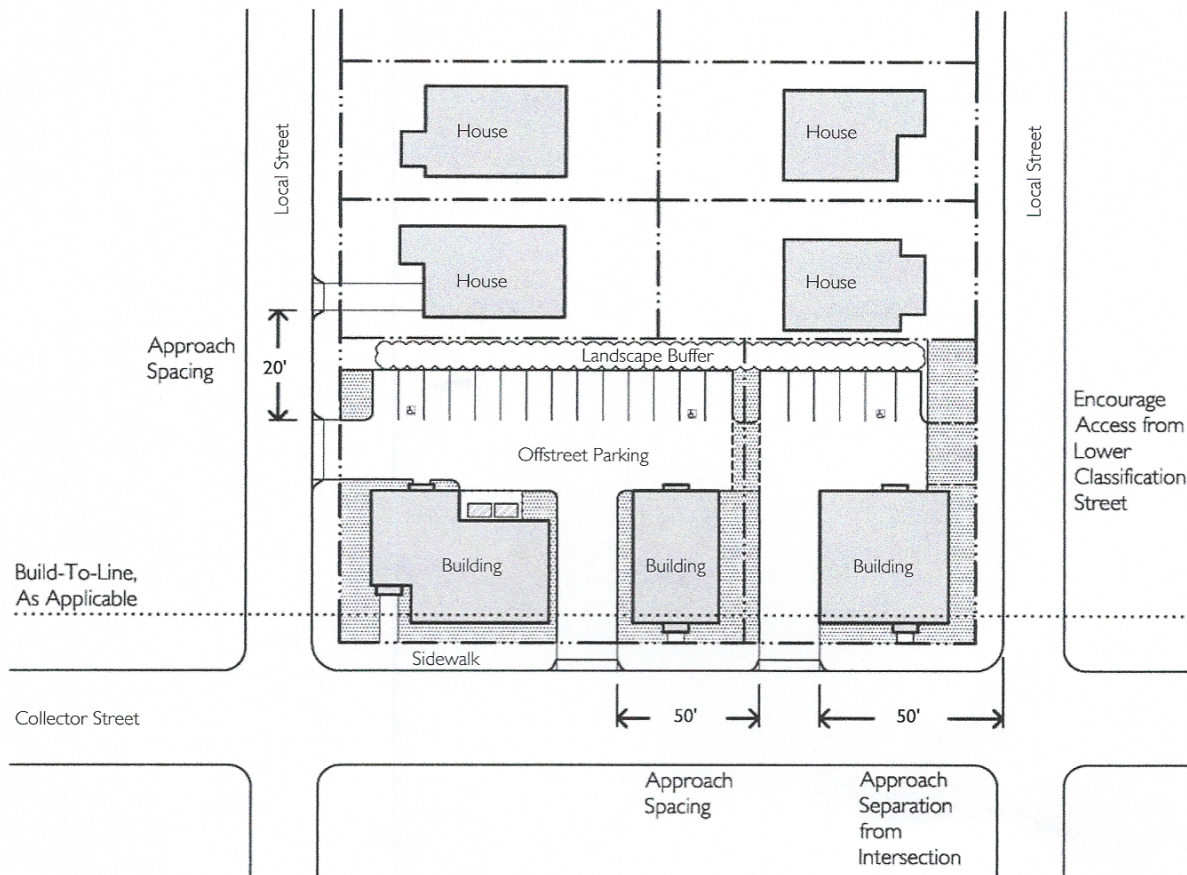 House
House
Local Street
Local Street
House
House
Approach
Spacing
20'
Landscape Buffer
Encourage
Access from
Lower
Classification
Street
Offstreet Parking
Building
Building
Building
Build-To-Line,
As Applicable
Sidewalk
Collector Street
50'
50'
Approach
Spacing
Approach
Separation
from
Intersection